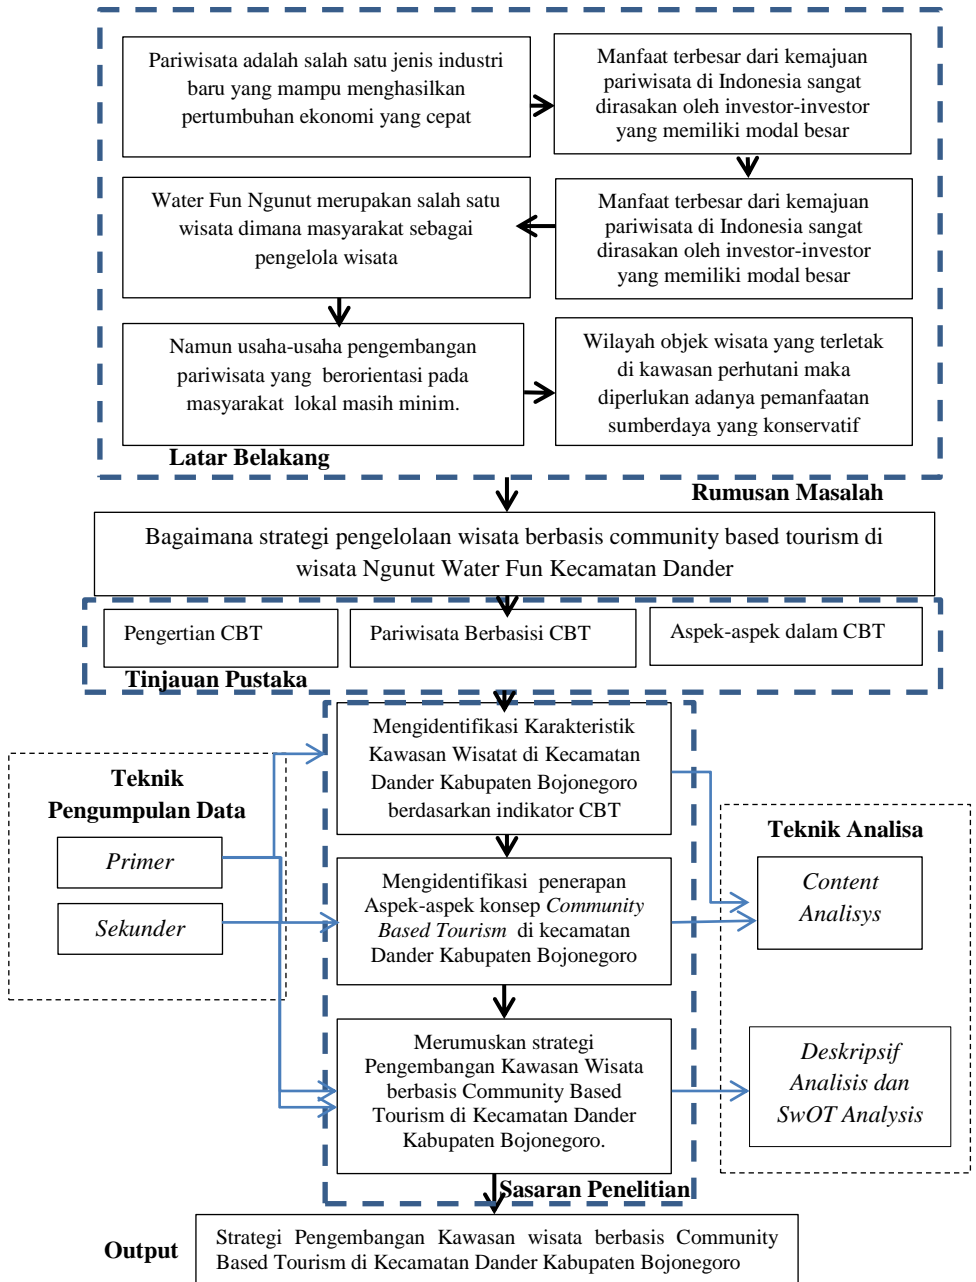 Pariwisata adalah salah satu jenis industri
baru yang mampu menghasilkan
pertumbuhan ekonomi yang cepat
Manfaat terbesar dari kemajuan
pariwisata di Indonesia sangat
dirasakan oleh investor-investor
yang memiliki modal besar
Water Fun Ngunut merupakan salah satu
wisata dimana masyarakat sebagai
pengelola wisata
Manfaat terbesar dari kemajuan
pariwisata di Indonesia sangat
dirasakan oleh investor-investor
yang memiliki modal besar
Namun usaha-usaha pengembangan
pariwisata yang berorientasi pada
masyarakat lokal masih minim.
Wilayah objek wisata yang terletak
di kawasan perhutani maka
diperlukan adanya pemanfaatan
sumberdaya yang konservatif
Latar Belakang
Rumusan Masalah
Bagaimana strategi pengelolaan wisata berbasis community based tourism di
wisata Ngunut Water Fun Kecamatan Dander
Pengertian CBT
Pariwisata Berbasisi CBT
Aspek-aspek dalam CBT
Tinjauan Pustaka
Mengidentifikasi Karakteristik
Kawasan Wisatat di Kecamatan
Dander Kabupaten Bojonegoro
berdasarkan indikator CBT
Teknik
Pengumpulan Data
Primer
Sekunder
Mengidentifikasi penerapan
Aspek-aspek konsep Community
Based Tourism di kecamatan
Dander Kabupaten Bojonegoro
Teknik Analisa
Content
Analisys
Merumuskan strategi
Pengembangan Kawasan Wisata
berbasis Community Based
Tourism di Kecamatan Dander
Kabupaten Bojonegoro.
Deskripsif
Analisis dan
SwOT Analysis
Sasaran Penelitian
Output
Strategi Pengembangan Kawasan wisata berbasis Community
Based Tourism di Kecamatan Dander Kabupaten Bojonegoro